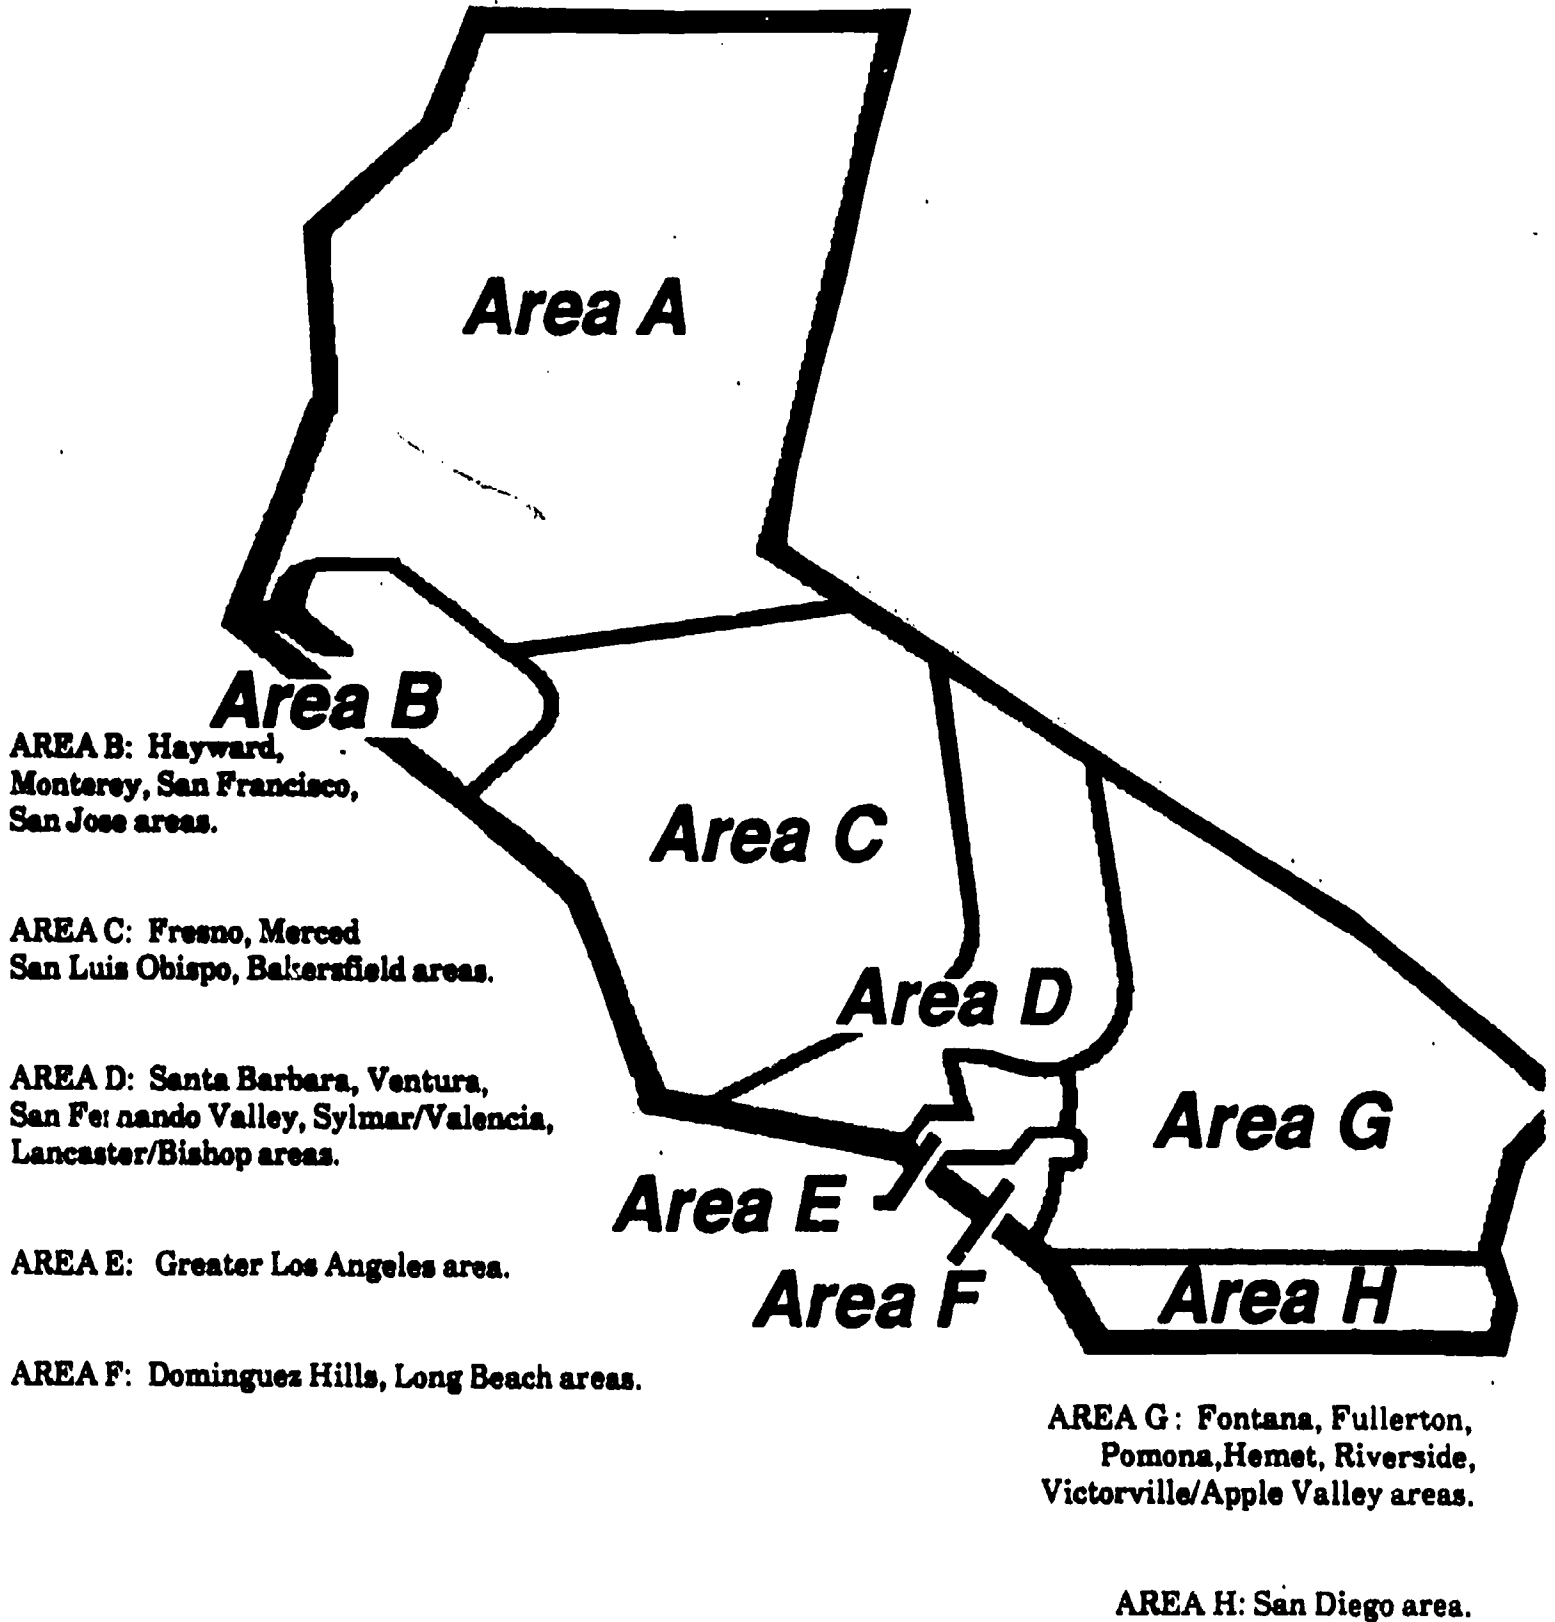 Area A
Area B
AREA B: Hayward,
Monterey, San Francisco,
San Jose areas.
Area C
AREA C: Fresno, Merced
San Luis Obispo, Bakersfield areas.
Area D
AREA D: Santa Barbara, Ventura,
San Fernando Valley, Sylmar/Valencia,
Lancaster/Bishop areas.
Area G
Area E
AREA E: Greater Los Angeles area.
Area F
Area H
AREA F: Dominguez Hills, Long Beach areas.
AREA G: Fontana, Fullerton,
Pomona,Hemet, Riverside,
Victorville/Apple Valley areas.
AREA H: San Diego area.